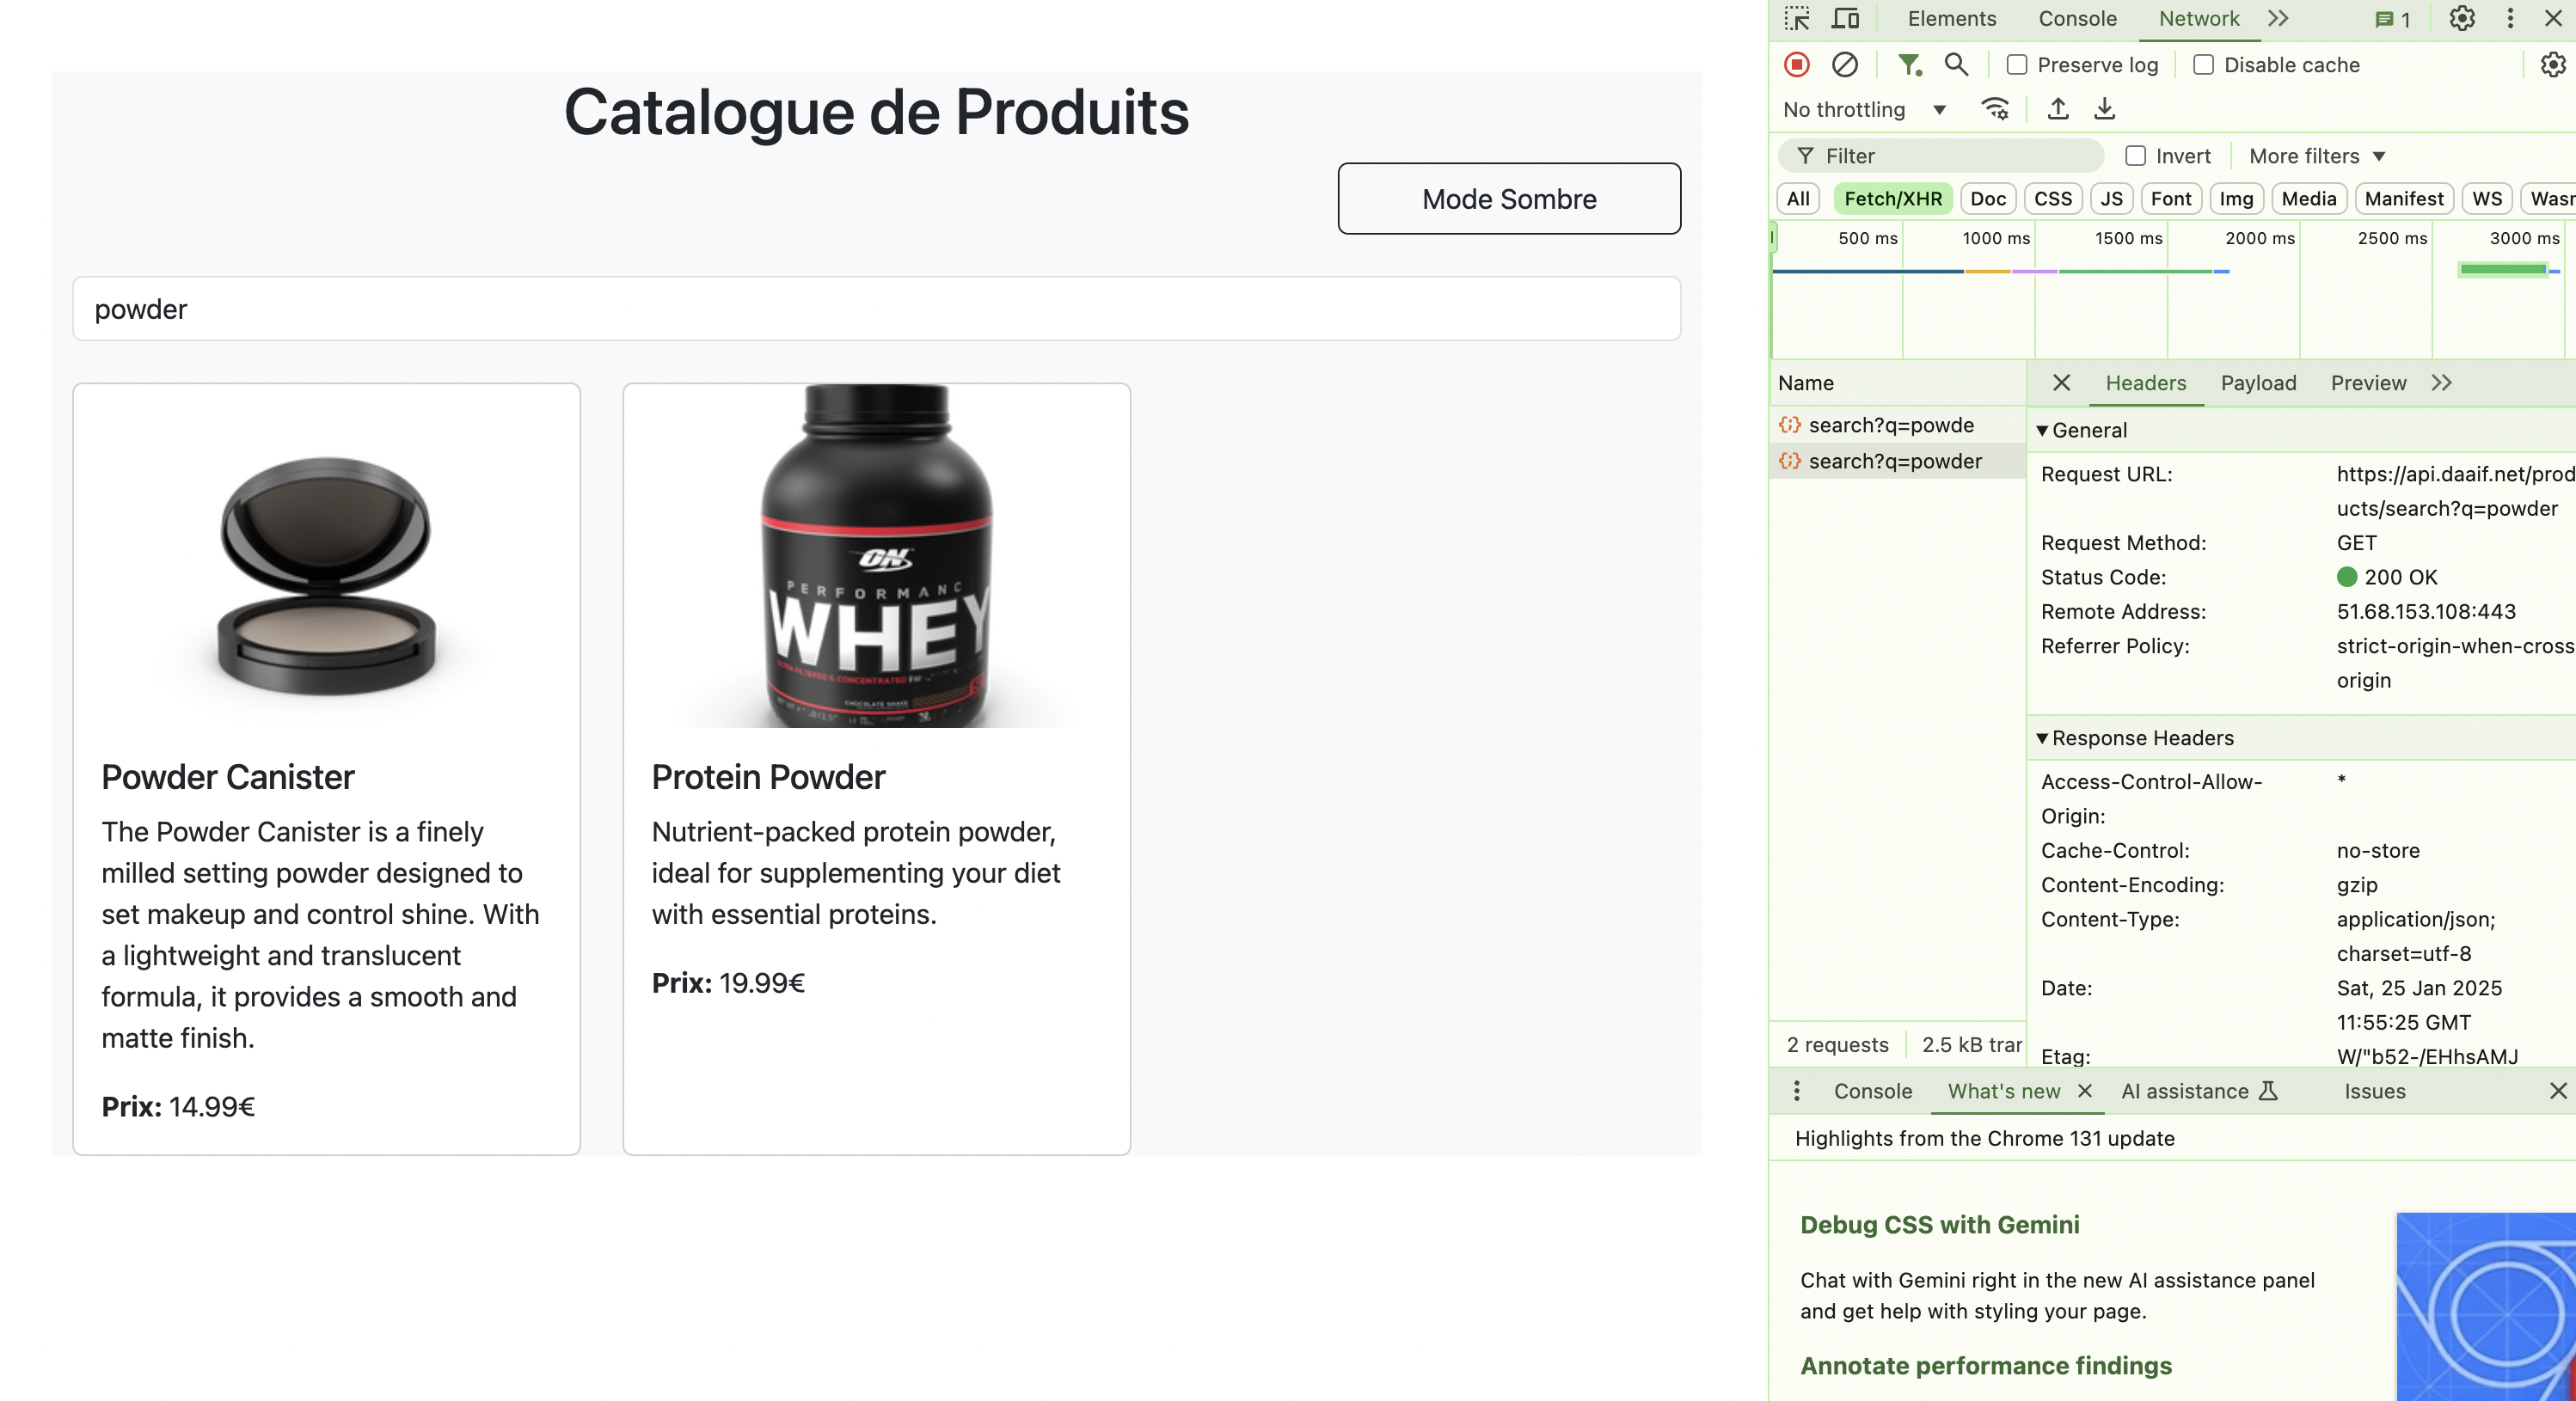 Catalogue de Produits
Mode Sombre
powder
ON
PERFORMANC
WHEY
CHOCOLATE SHAKE
Powder Canister
The Powder Canister is a finely
milled setting powder designed to
set makeup and control shine. With
a lightweight and translucent
formula, it provides a smooth and
matte finish.
Prix: 14.99€
Protein Powder
Nutrient-packed protein powder,
ideal for supplementing your diet
with essential proteins.
Prix: 19.99€
Elements Console Network 1
Preserve log Disable cache
No throttling
Filter Invert More filters
All Fetch/XHR Doc CSS JS Font Img Media Manifest WS Wasm
500 ms 1000 ms 1500 ms 2000 ms 2500 ms 3000 ms
Name
search?q=powde
search?q=powder
2 requests 2.5 kB tran
Headers Payload Preview
General
Request URL: https://api.daaif.net/prod
ucts/search?q=powder
Request Method: GET
Status Code: 200 OK
Remote Address: 51.68.153.108:443
Referrer Policy: strict-origin-when-cross
origin
Response Headers
Access-Control-Allow- *
Origin:
Cache-Control: no-store
Content-Encoding: gzip
Content-Type: application/json;
charset=utf-8
Date: Sat, 25 Jan 2025
11:55:25 GMT
Etag: W/"b52-/EHhsAMJ
Console What's new AI assistance Issues
Highlights from the Chrome 131 update
Debug CSS with Gemini
Chat with Gemini right in the new AI assistance panel
and get help with styling your page.
Annotate performance findings